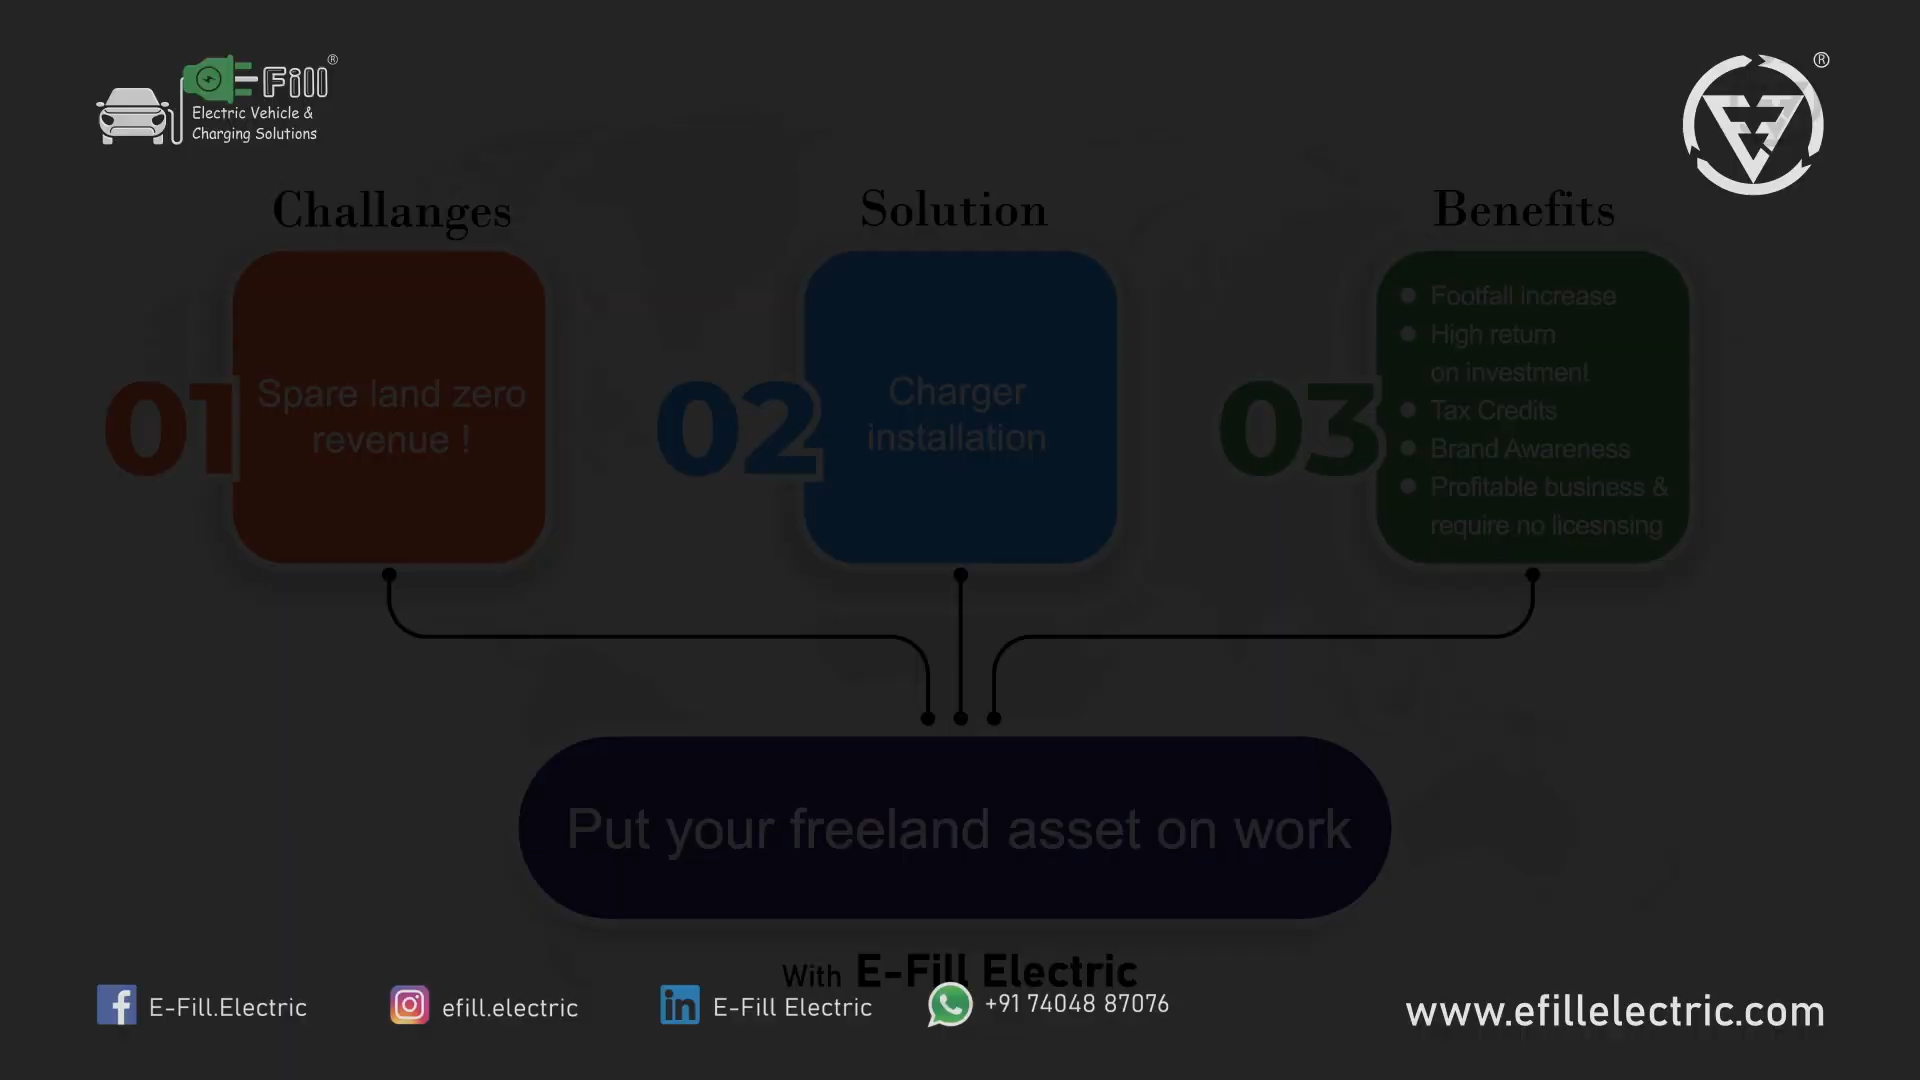 E-Fill®
Electric Vehicle &
Charging Solutions
®
Challanges
Solution
Benefits
01
Spare land zero
revenue !
02
Charger
installation
03
Footfall increase
High return
on investment
Tax Credits
Brand Awareness
Profitable business &
require no licesnsing
Put your freeland asset on work
With E-Fill Electric
E-Fill.Electric
efill.electric
E-Fill Electric
+91 74048 87076
www.efillelectric.com